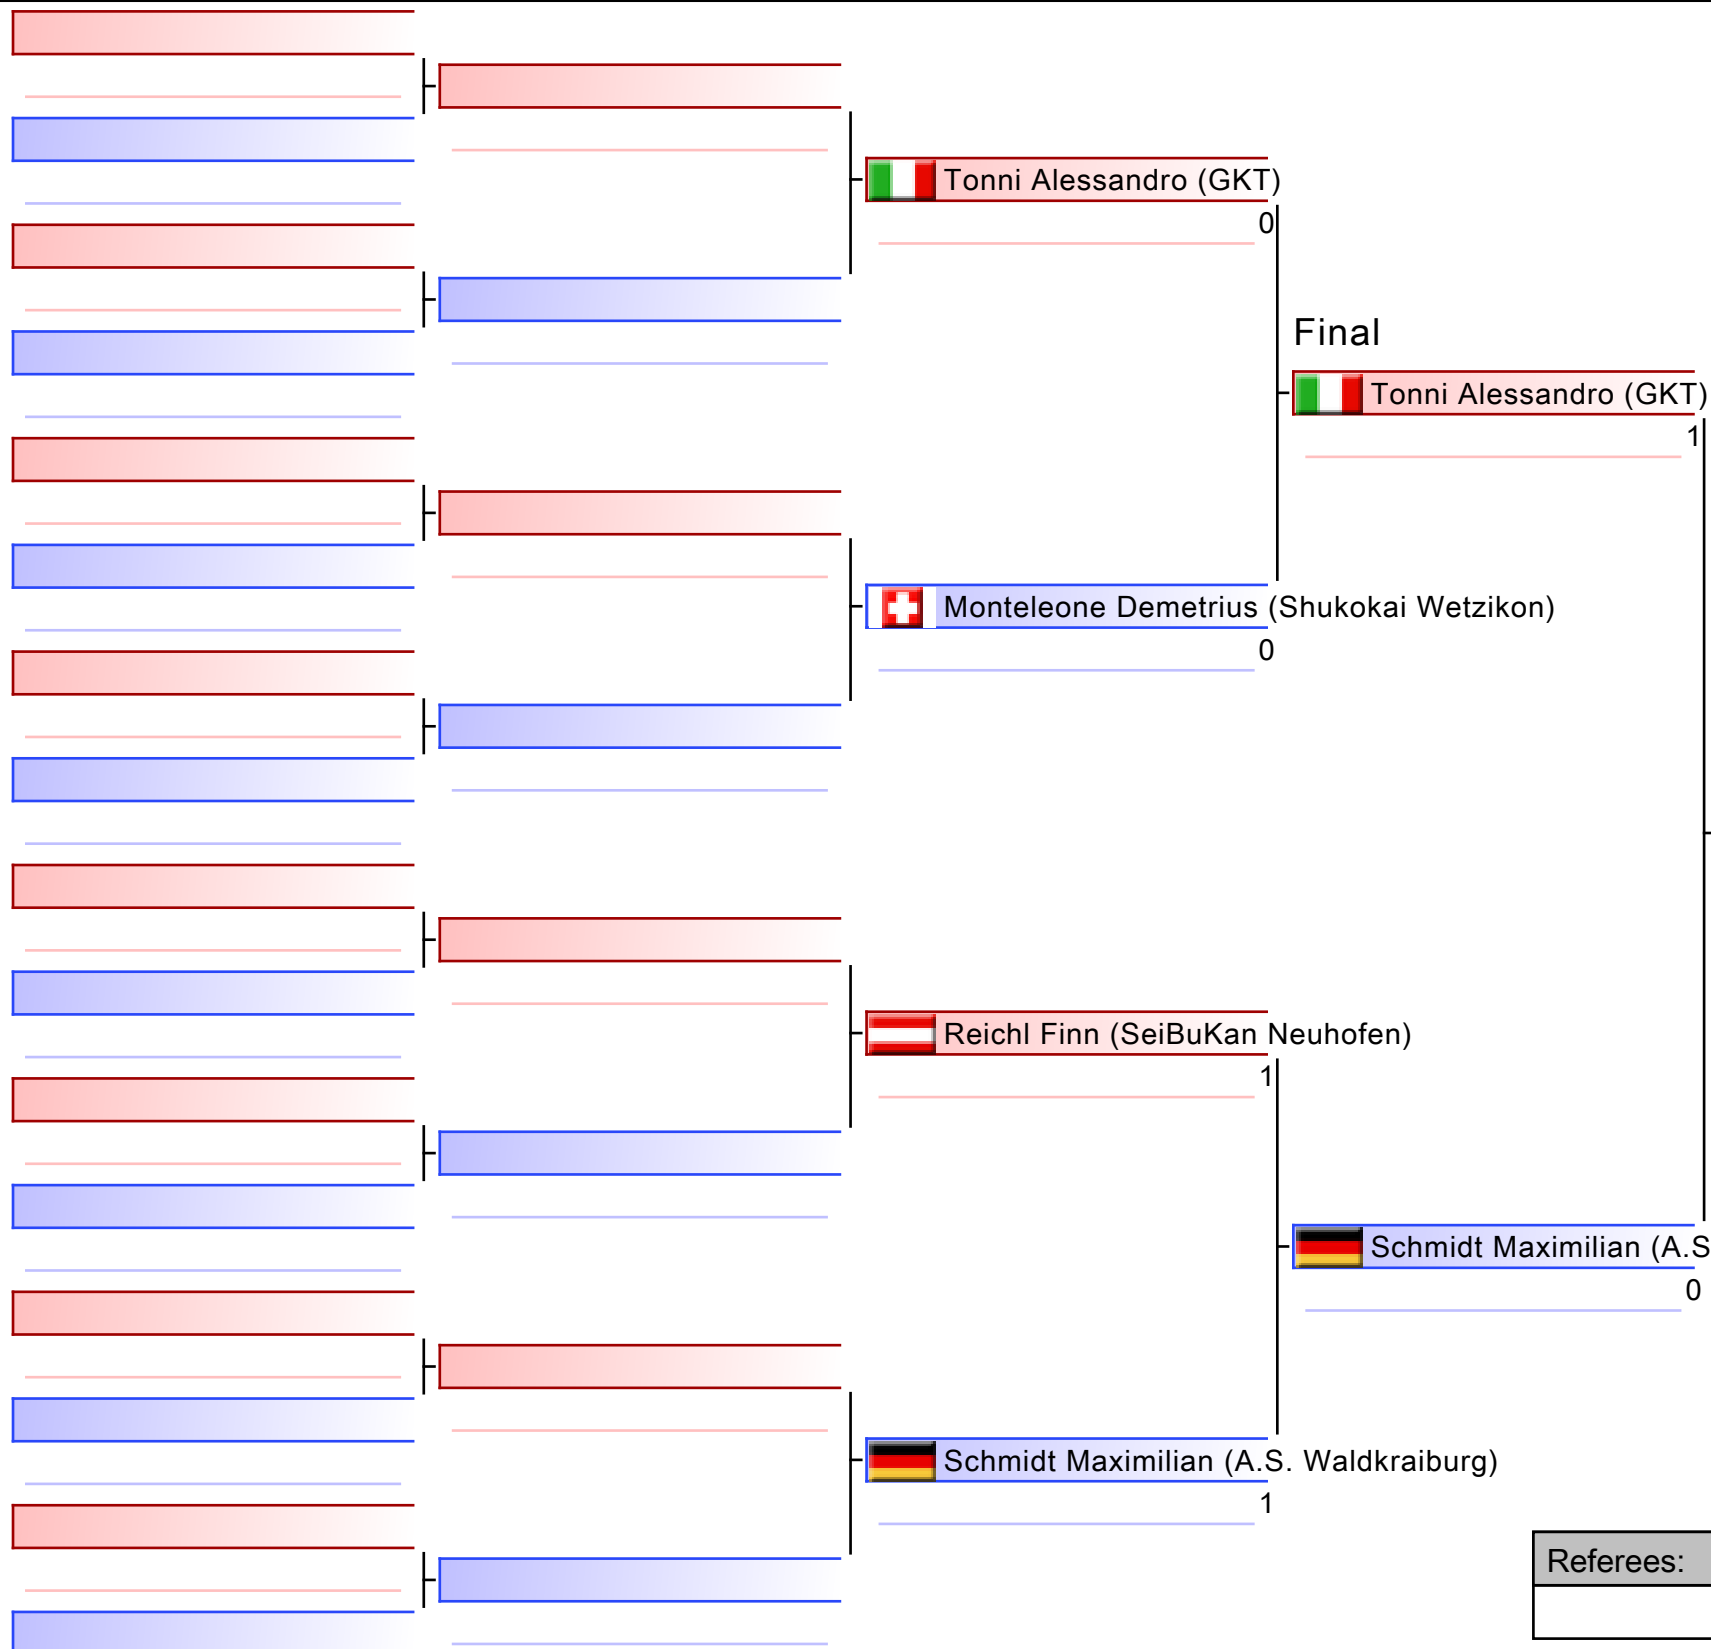 Tonni Alessandro (GKT)
0
Final
Tonni Alessandro (GKT)
1
Monteleone Demetrius (Shukokai Wetzikon)
0
Reichl Finn (SeiBuKan Neuhofen)
1
Schmidt Maximilian (A.S
0
Schmidt Maximilian (A.S. Waldkraiburg)
1
Referees: